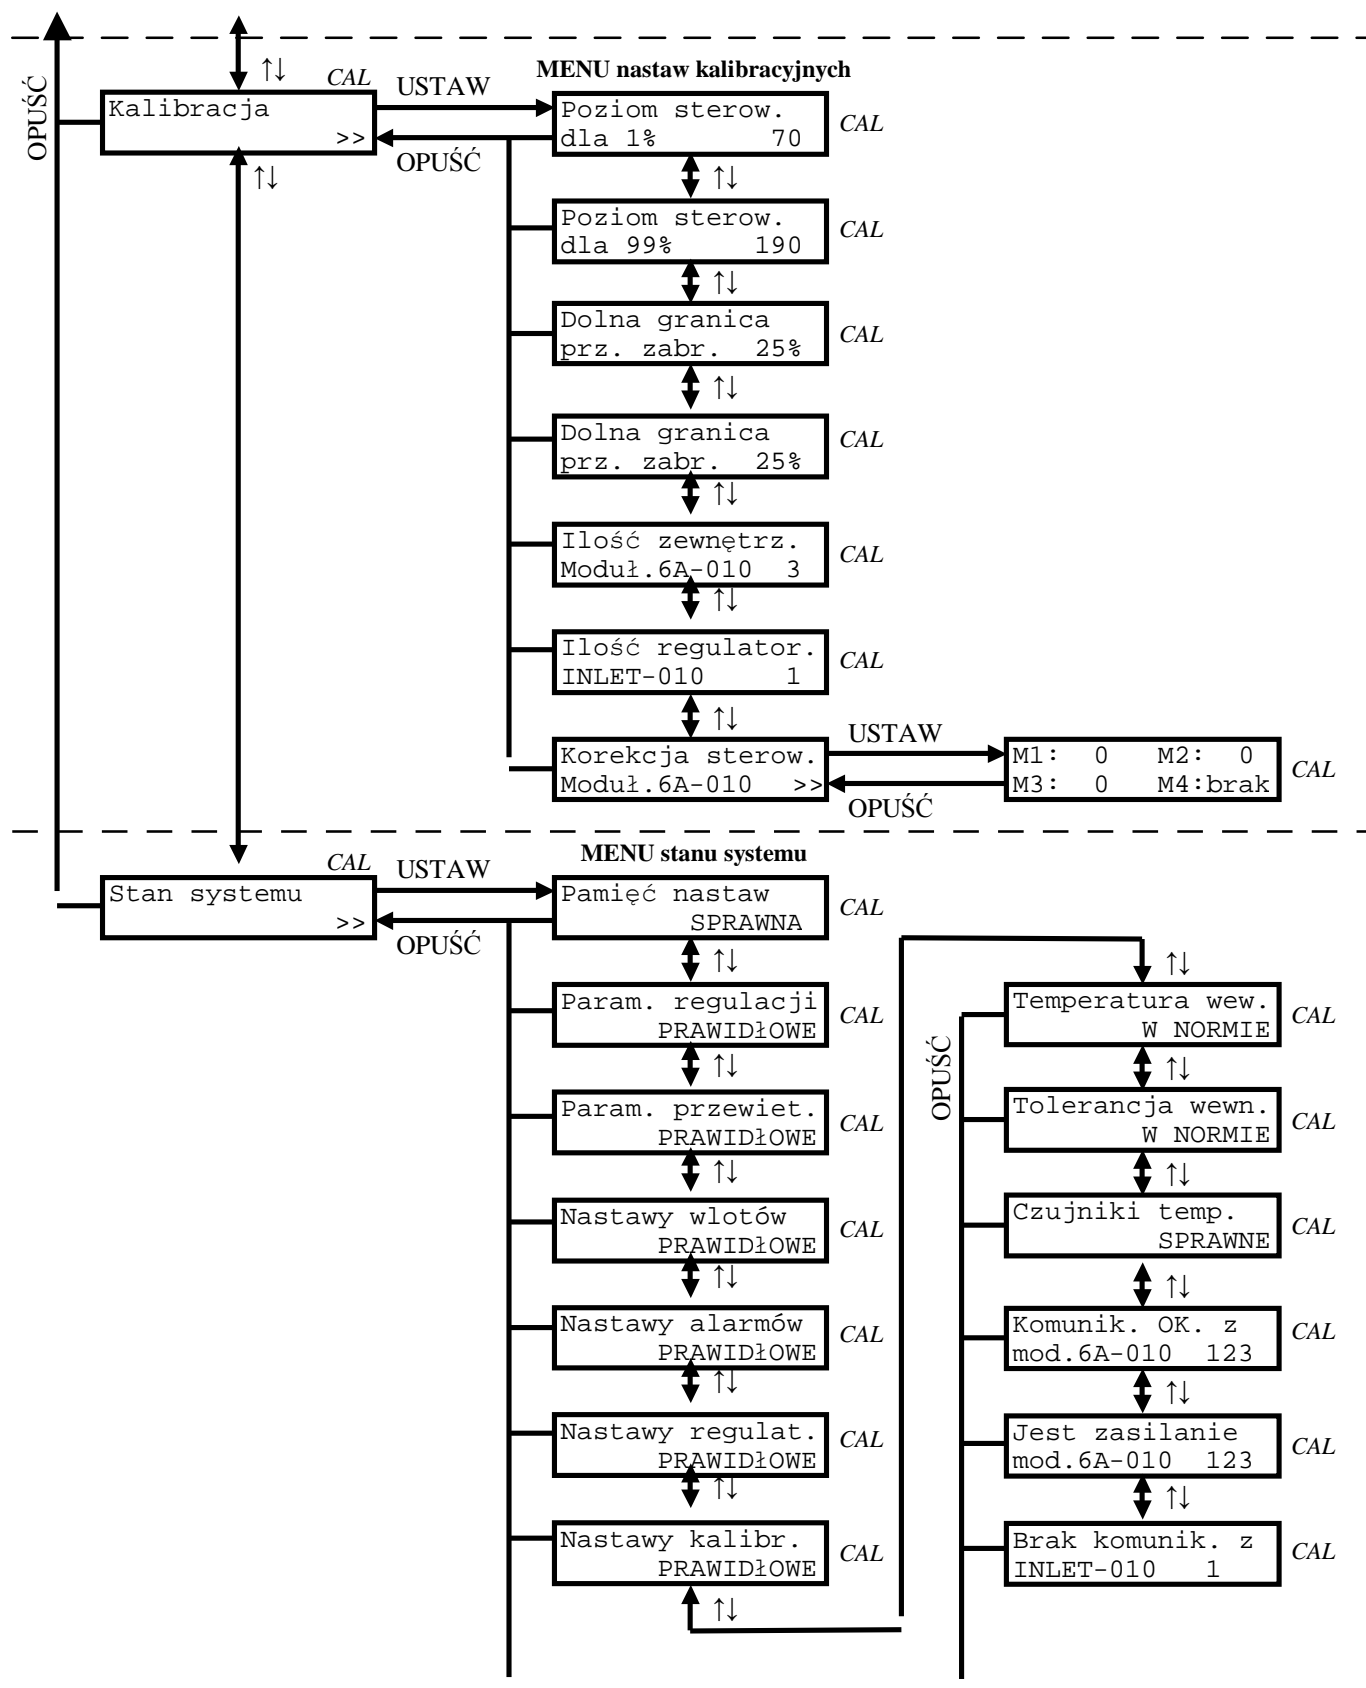 OPUŚĆ
↑↓
CAL
Kalibracja
>>
↑↓
USTAW
OPUŚĆ
MENU nastaw kalibracyjnych
Poziom sterow.
dla 1% 70
CAL
↑↓
Poziom sterow.
dla 99% 190
CAL
↑↓
Dolna granica
prz. zabr. 25%
CAL
↑↓
Dolna granica
prz. zabr. 25%
CAL
↑↓
Ilość zewnętrz.
Moduł.6A-010 3
CAL
↑↓
Ilość regulator.
INLET-010 1
CAL
↑↓
Korekcja sterow.
Moduł.6A-010 >>
USTAW
OPUŚĆ
M1: 0 M2: 0
M3: 0 M4:brak
CAL
MENU stanu systemu
CAL
Stan systemu
>>
USTAW
OPUŚĆ
Pamięć nastaw
SPRAWNA
CAL
↑↓
Param. regulacji
PRAWIDŁOWE
CAL
↑↓
Param. przewiet.
PRAWIDŁOWE
CAL
↑↓
Nastawy wlotów
PRAWIDŁOWE
CAL
↑↓
Nastawy alarmów
PRAWIDŁOWE
CAL
↑↓
Nastawy regulat.
PRAWIDŁOWE
CAL
↑↓
Nastawy kalibr.
PRAWIDŁOWE
CAL
↑↓
OPUŚĆ
↑↓
Temperatura wew.
W NORMIE
CAL
↑↓
Tolerancja wewn.
W NORMIE
CAL
↑↓
Czujniki temp.
SPRAWNE
CAL
↑↓
Komunik. OK. z
mod.6A-010 123
CAL
↑↓
Jest zasilanie
mod.6A-010 123
CAL
↑↓
Brak komunik. z
INLET-010 1
CAL